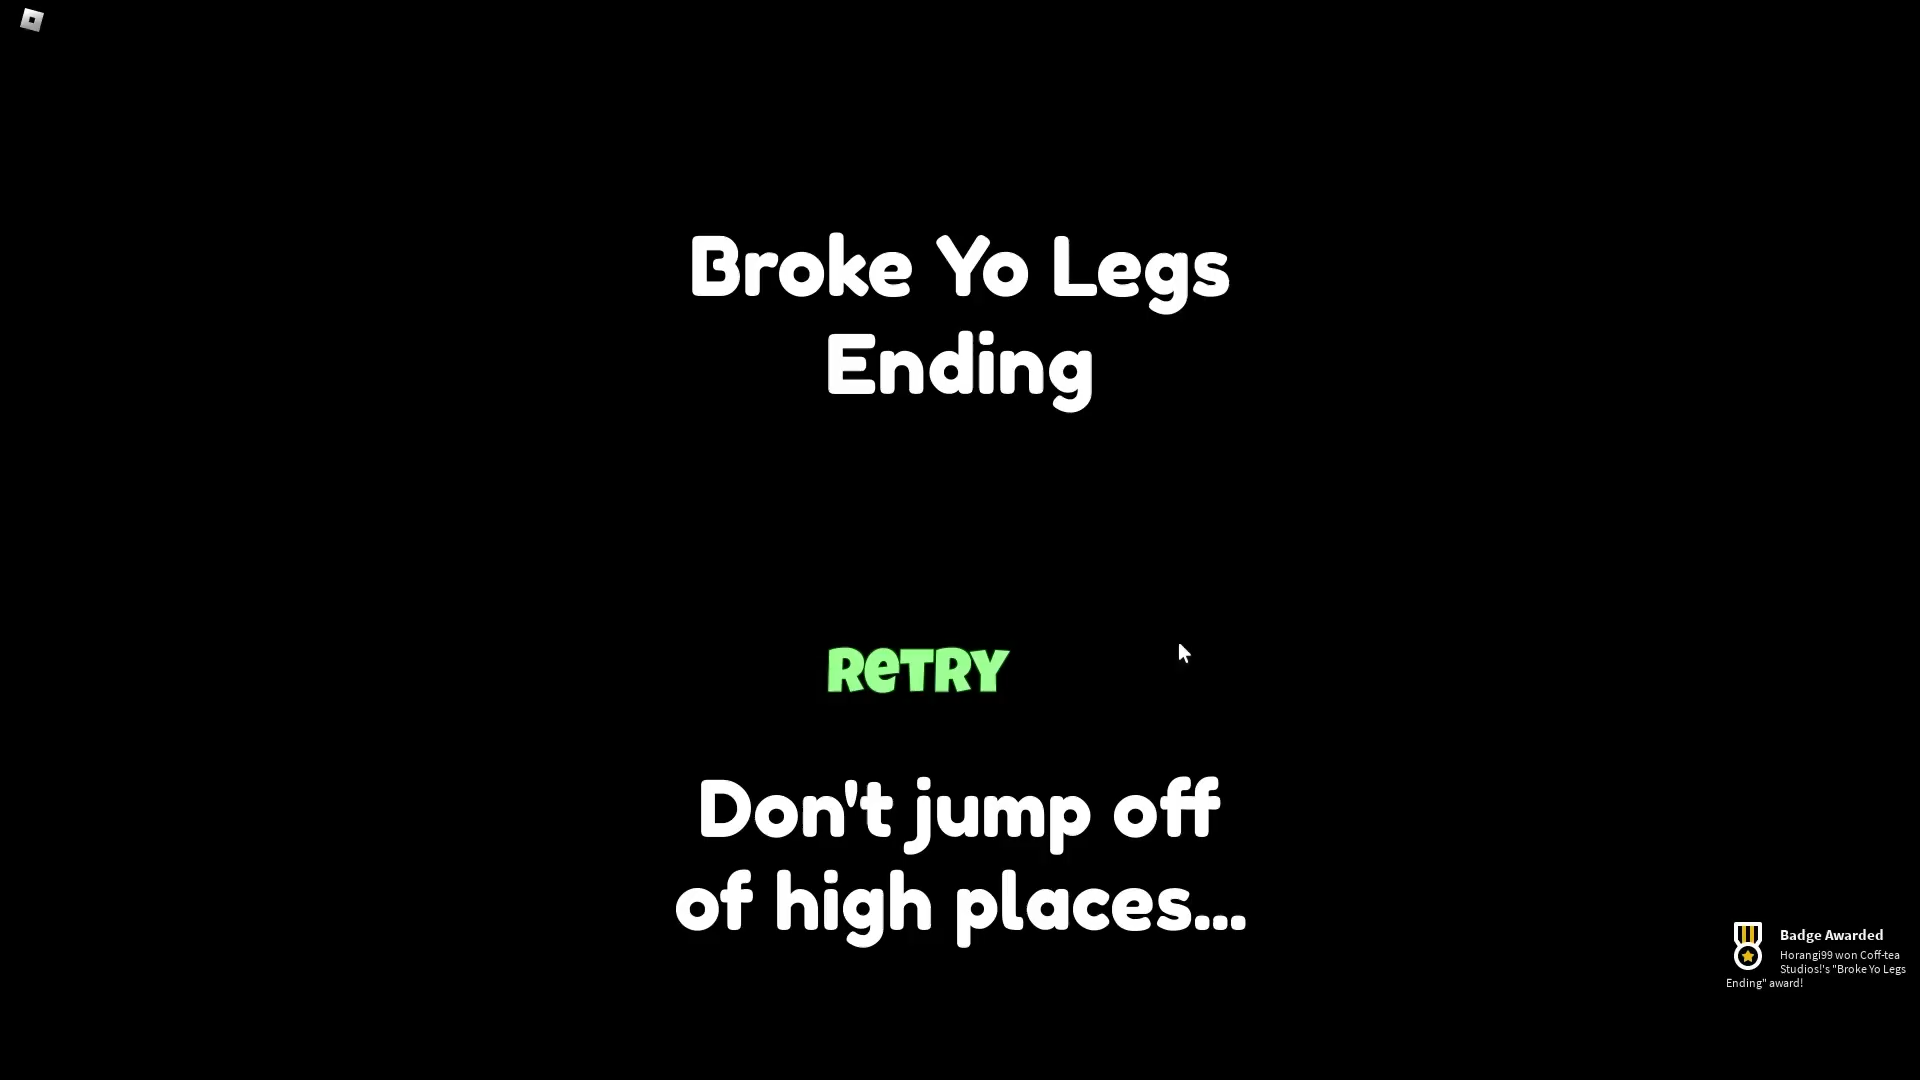 Broke Yo Legs
Ending
RETRY
Don't jump off
of high places...
Badge Awarded
Horangi99 won Coff-tea
Studios!'s "Broke Yo Legs
Ending" award!